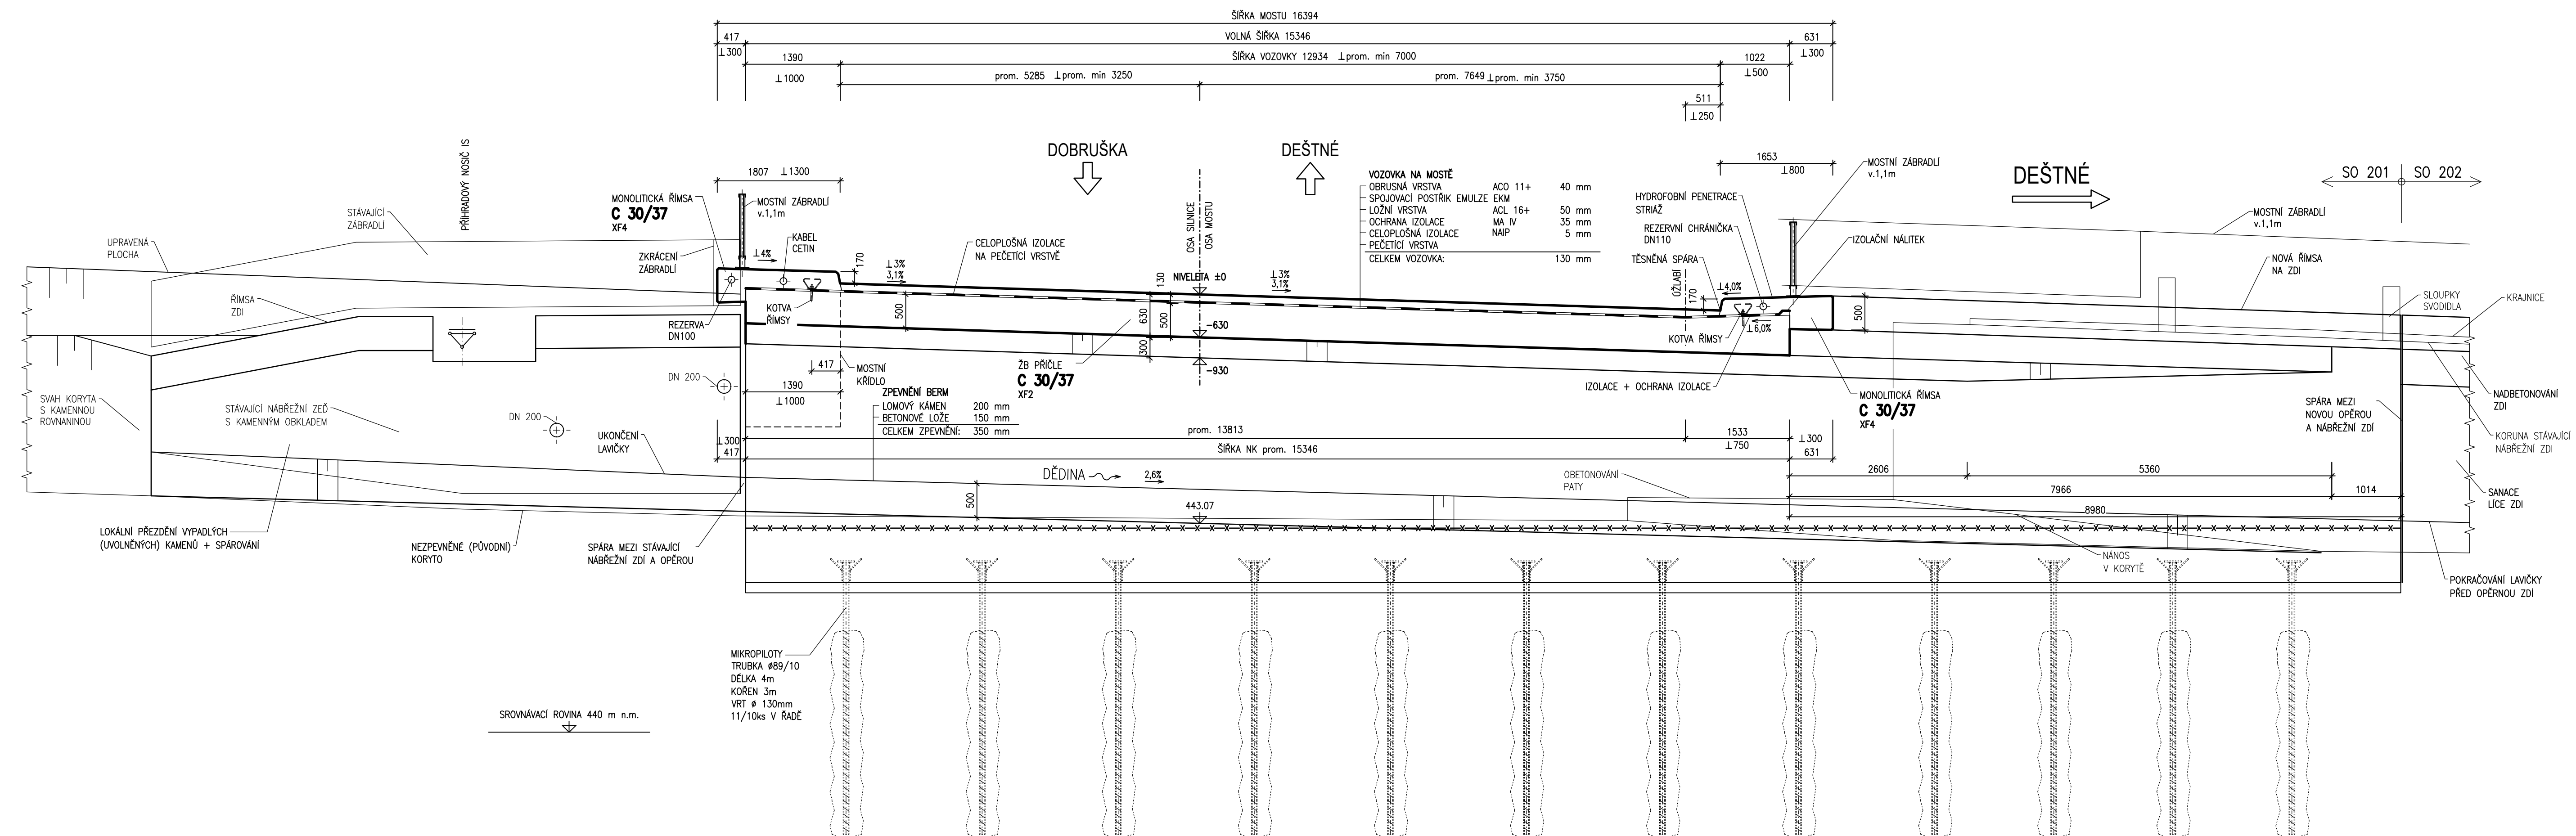 ŠÍŘKA MOSTU 16394
417
VOLNÁ ŠÍŘKA 15346
631
⊥300
1390
ŠÍŘKA VOZOVKY 12934 ⊥prom. min 7000
1022
⊥300
⊥1000
prom. 5285 ⊥prom. min 3250
prom. 7649 ⊥prom. min 3750
⊥500
511
⊥250
PŘÍHRADOVÝ NOSIČ IS
DOBRUŠKA
DEŠTNÉ
1807 ⊥1300
1653
⊥800
MOSTNÍ ZÁBRADLÍ
v.1,1m
DEŠTNÉ
SO 201
SO 202
VOZOVKA NA MOSTĚ
OBRUSNÁ VRSTVA ACO 11+ 40 mm
SPOJOVACÍ POSTŘIK EMULZE EKM
LOŽNÍ VRSTVA ACL 16+ 50 mm
OCHRANA IZOLACE MA IV 35 mm
CELOPLOŠNÁ IZOLACE NAIP 5 mm
PEČETÍCÍ VRSTVA
CELKEM VOZOVKA: 130 mm
MONOLITICKÁ ŘÍMSA
C 30/37
XF4
MOSTNÍ ZÁBRADLÍ
v.1,1m
HYDROFOBNÍ PENETRACE
STRIÁŽ
STÁVAJÍCÍ
ZÁBRADLÍ
OSA SILNICE
OSA MOSTU
MOSTNÍ ZÁBRADLÍ
v.1,1m
UPRAVENÁ
PLOCHA
ZKRÁCENÍ
ZÁBRADLÍ
⊥4%
KABEL
CETIN
170
CELOPLOŠNÁ IZOLACE
NA PEČETÍCÍ VRSTVĚ
REZERVNÍ CHRÁNIČKA
DN110
IZOLAČNÍ NÁLITEK
TĚSNĚNÁ SPÁRA
NOVÁ ŘÍMSA
NA ZDI
⊥3%
3,1%
130
NIVELETA ±0
⊥3%
3,1%
ÚŽLABÍ
170
⊥4,0%
SLOUPKY
SVODIDLA
KRAJNICE
ŘÍMSA
ZDI
REZERVA
DN100
KOTVA
ŘÍMSY
500
630
500
300
-630
-930
KOTVA ŘÍMSY
⊥6,0%
500
DN 200
417
MOSTNÍ
KŘÍDLO
ŽB PŘÍČLE
C 30/37
XF2
IZOLACE + OCHRANA IZOLACE
MONOLITICKÁ ŘÍMSA
C 30/37
XF4
1390
⊥1000
ZPEVNĚNÍ BERM
LOMOVÝ KÁMEN 200 mm
BETONOVÉ LOŽE 150 mm
CELKEM ZPEVNĚNÍ: 350 mm
SVAH KORYTA
S KAMENNOU
ROVNANINOU
STÁVAJÍCÍ NÁBŘEŽNÍ ZEĎ
S KAMENNÝM OBKLADEM
DN 200
SPÁRA MEZI
NOVOU OPĚROU
A NÁBŘEŽNÍ ZDÍ
NADBETONOVÁNÍ
ZDI
UKONČENÍ
LAVIČKY
⊥300
417
prom. 13813
1533
⊥750
⊥300
ŠÍŘKA NK prom. 15346
631
KORUNA STÁVAJÍCÍ
NÁBŘEŽNÍ ZDI
DĚDINA
2,6%
OBETONOVÁNÍ
PATY
2606
5360
7966
1014
SANACE
LÍCE ZDI
500
443.07
8980
LOKÁLNÍ PŘEZDĚNÍ VYPADLÝCH
(UVOLNĚNÝCH) KAMENŮ + SPÁROVÁNÍ
NEZPEVNĚNÉ (PŮVODNÍ)
KORYTO
SPÁRA MEZI STÁVAJÍCÍ
NÁBŘEŽNÍ ZDÍ A OPĚROU
NÁNOS
V KORYTĚ
POKRAČOVÁNÍ LAVIČKY
PŘED OPĚRNOU ZDÍ
MIKROPILOTY
TRUBKA ø89/10
DÉLKA 4m
KOŘEN 3m
VRT ø 130mm
11/10ks V ŘADĚ
SROVNÁVACÍ ROVINA 440 m n.m.